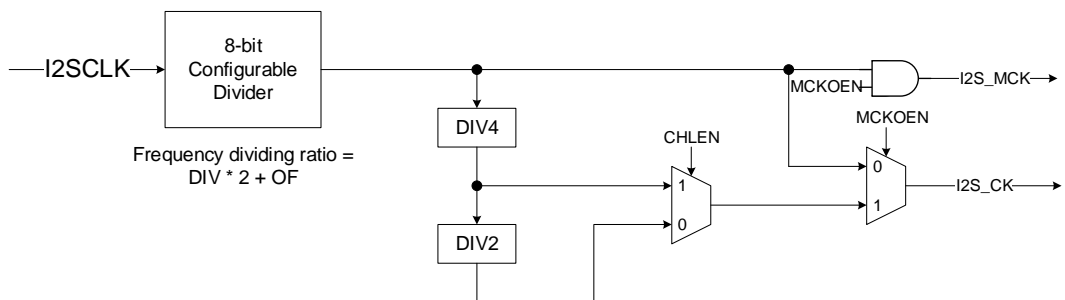 I2SCLK
8-bit
Configurable
Divider
Frequency dividing ratio =
DIV * 2 + OF
DIV4
DIV2
CHLEN
1
0
MCKOEN
I2S_MCK
MCKOEN
0
1
I2S_CK